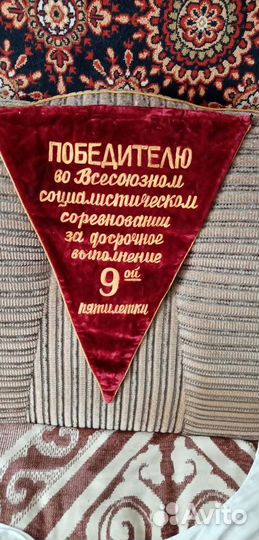 ПОБЕДИТЕЛЮ
во Всесоюзном
социалистическом
соревновании
за досрочное
выполнение
9ой
пятилетки
Avito